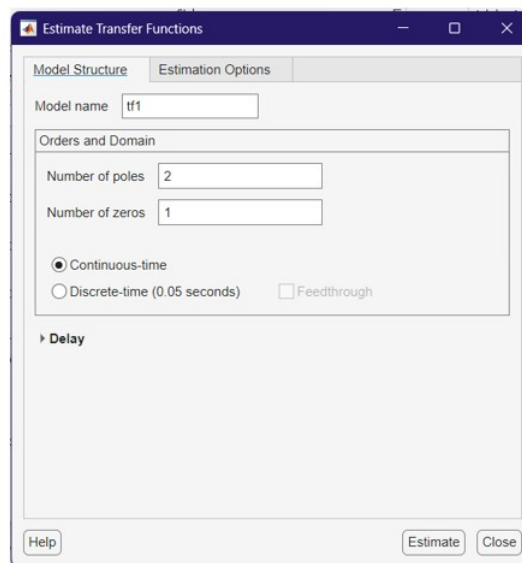 Estimate Transfer Functions
Model Structure Estimation Options
Model name tf1
Orders and Domain
Number of poles 2
Number of zeros 1
Continuous-time
Discrete-time (0.05 seconds) Feedthrough
Delay
Help Estimate Close